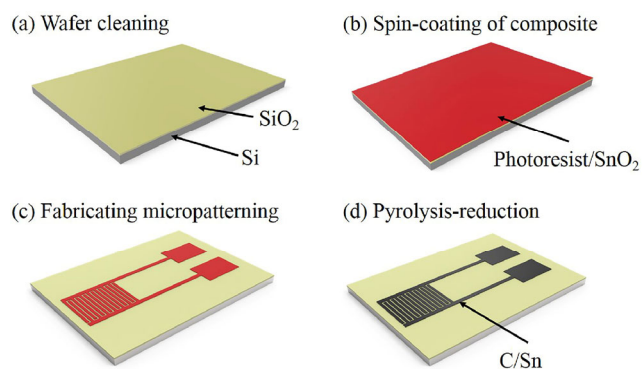 (a) Wafer cleaning
(b) Spin-coating of composite
SiO₂
Si
Photoresist/SnO₂
(c) Fabricating micropatterning
(d) Pyrolysis-reduction
C/Sn